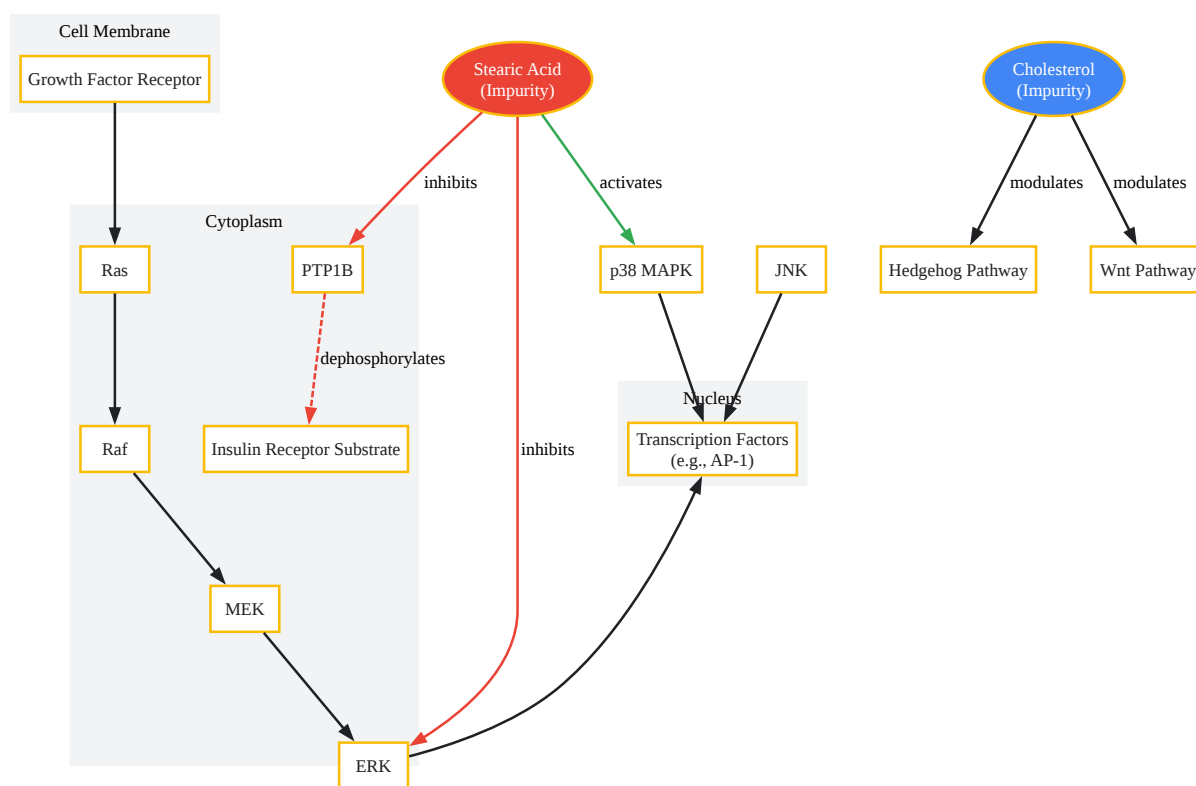 Cell Membrane
Growth Factor Receptor
Stearic Acid
(Impurity)
Cholesterol
(Impurity)
inhibits
activates
modulates
modulates
Cytoplasm
Ras
PTP1B
p38 MAPK
JNK
Hedgehog Pathway
Wnt Pathway
dephosphorylates
Nucleus
Raf
Insulin Receptor Substrate
inhibits
Transcription Factors
(e.g., AP-1)
MEK
ERK